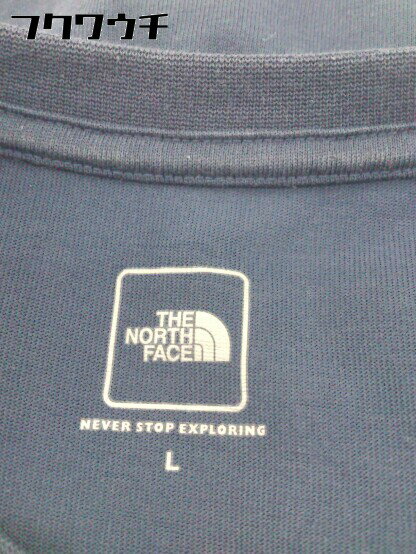 フクワウチ
THE
NORTH
FACE
NEVER STOP EXPLORING
L